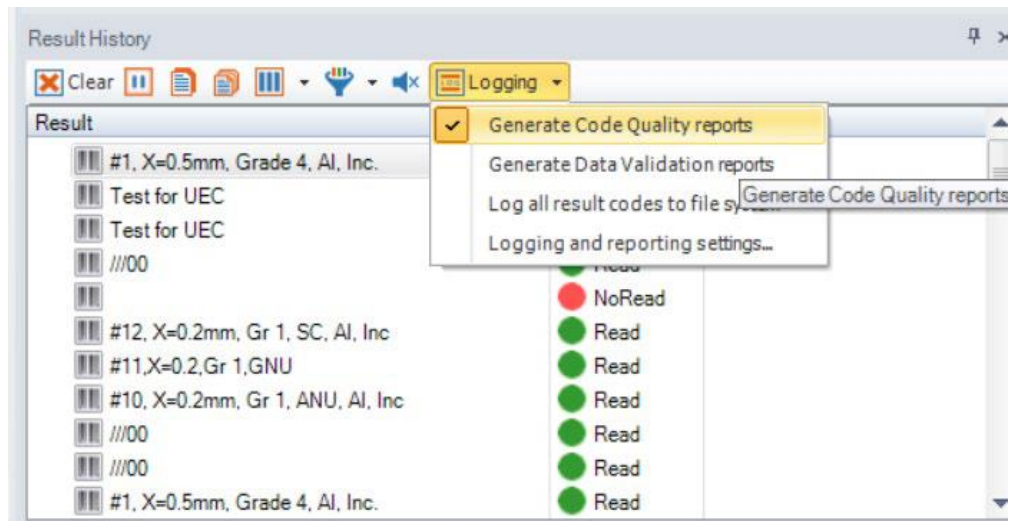 Result History
Clear Logging
Result
Generate Code Quality reports
#1, X=0.5mm, Grade 4, AI, Inc.
Generate Data Validation reports
Test for UEC
Generate Code Quality reports
Log all result codes to file
Test for UEC
Logging and reporting settings...
///00 Read
NoRead
#12, X=0.2mm, Gr 1, SC, AI, Inc Read
#11,X=0.2,Gr 1,GNU Read
#10, X=0.2mm, Gr 1, ANU, AI, Inc Read
///00 Read
///00 Read
#1, X=0.5mm, Grade 4, AI, Inc. Read